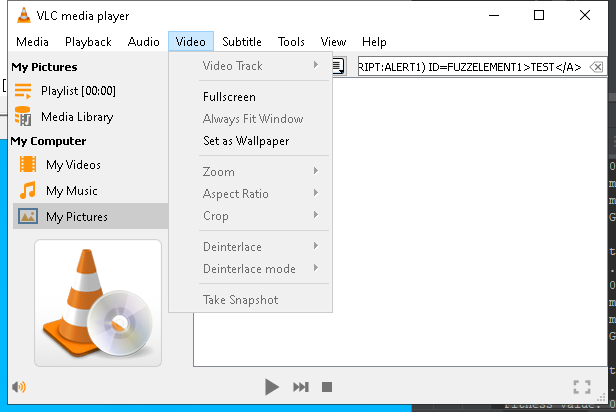 VLC media player
Media Playback Audio Video Subtitle Tools View Help
My Pictures
Playlist [00:00]
Media Library
My Computer
My Videos
My Music
My Pictures
Video Track
Fullscreen
Always Fit Window
Set as Wallpaper
Zoom
Aspect Ratio
Crop
Deinterlace
Deinterlace mode
Take Snapshot
RIPT:ALERT1) ID=FUZZELEMENT1>TEST</A>